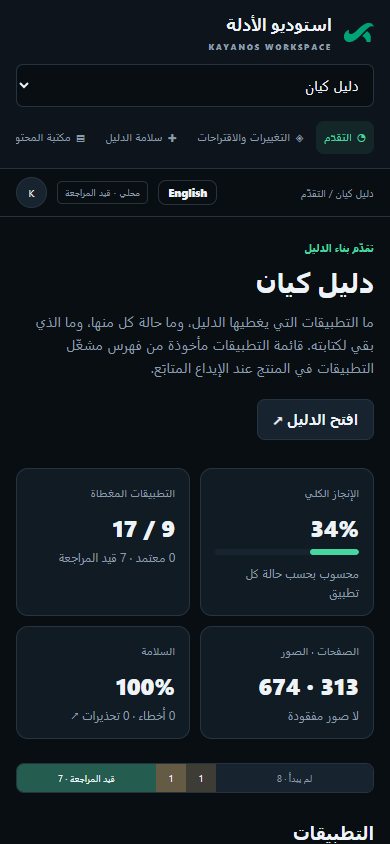 استوديو الأدلة
KAYANOS WORKSPACE
دليل كيان
التقدّم
التغييرات والاقتراحات
سلامة الدليل
مكتبة المحتو
دليل كيان / التقدّم
English
محلي · قيد المراجعة
K
تقدّم بناء الدليل
دليل كيان
ما التطبيقات التي يغطيها الدليل، وما حالة كل منها، وما الذي
بقي لكتابته. قائمة التطبيقات مأخوذة من فهرس مشغّل
التطبيقات في المنتج عند الإيداع المتابَع.
افتح الدليل ↗
الإنجاز الكلي
34%
محسوب بحسب حالة كل
تطبيق
التطبيقات المغطاة
17 / 9
0 معتمد · 7 قيد المراجعة
الصفحات · الصور
674 · 313
لا صور مفقودة
السلامة
100%
0 أخطاء · 0 تحذيرات ↗
لم يبدأ · 8
1
1
قيد المراجعة · 7
التطبيقات